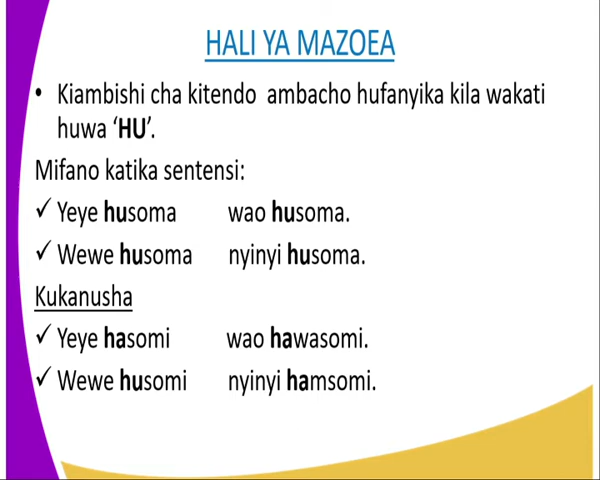 HALI YA MAZOEA
• Kiambishi cha kitendo ambacho hufanyika kila wakati
huwa ‘HU’.
Mifano katika sentensi:
✓ Yeye husoma wao husoma.
✓ Wewe husoma nyinyi husoma.
Kukanusha
✓ Yeye hasomi wao hawasomi.
✓ Wewe husomi nyinyi hamsomi.